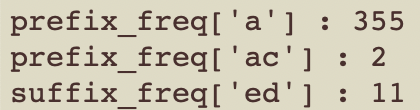 prefix_freq['a'] : 355
prefix_freq['ac'] : 2
suffix_freq['ed'] : 11